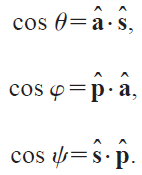 cos θ=â·ŝ,
cos φ=p̂·â,
cos ψ=ŝ·p̂.